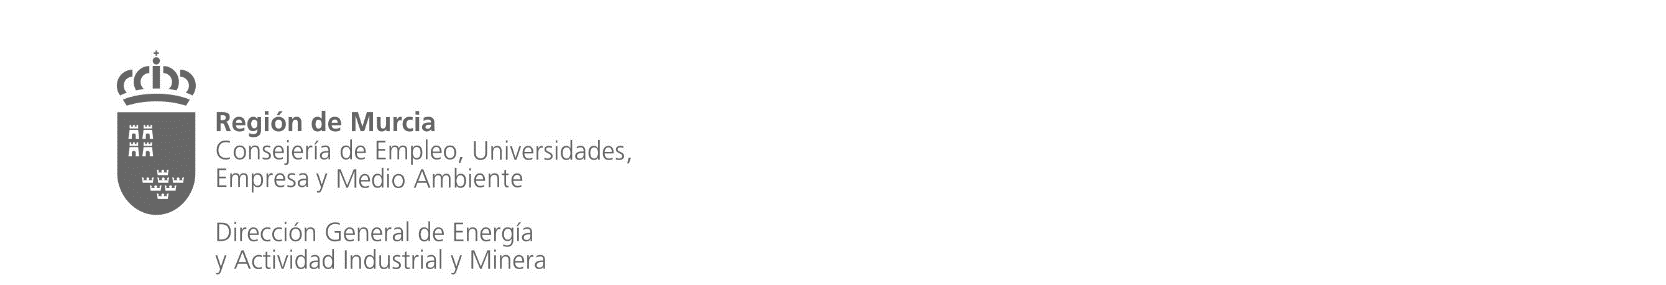 Región de Murcia
Consejería de Empleo, Universidades,
Empresa y Medio Ambiente
Dirección General de Energía
y Actividad Industrial y Minera